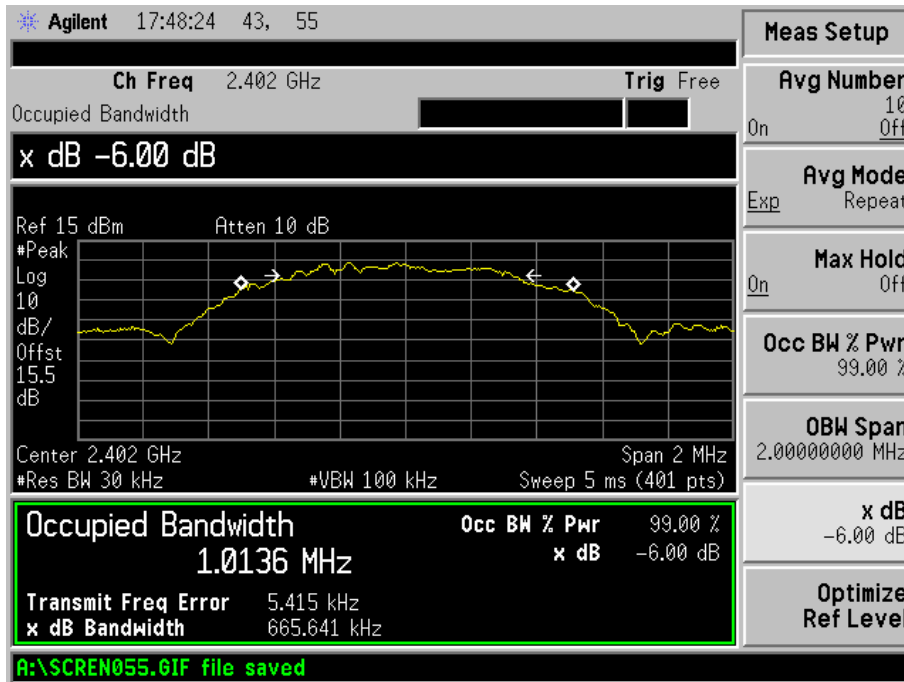 Agilent 17:48:24 43, 55
Ch Freq 2.402 GHz Trig Free
Occupied Bandwidth
x dB -6.00 dB
Ref 15 dBm Atten 10 dB
#Peak
Log
10
dB/
Offst
15.5
dB
Center 2.402 GHz Span 2 MHz
#Res BW 30 kHz #VBW 100 kHz Sweep 5 ms (401 pts)
Occupied Bandwidth Occ BW % Pwr 99.00 %
1.0136 MHz x dB -6.00 dB
Transmit Freq Error 5.415 kHz
x dB Bandwidth 665.641 kHz
A:\SCREN055.GIF file saved
Meas Setup
Avg Number
10
On Off
Avg Mode
Exp Repeat
Max Hold
On Off
Occ BW % Pwr
99.00 %
OBW Span
2.00000000 MHz
x dB
-6.00 dB
Optimize
Ref Level